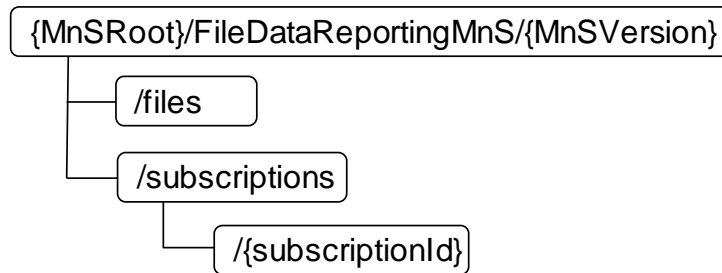 {MnSRoot}/FileDataReportingMnS/{MnSVersion}
/files
/subscriptions
/{subscriptionId}